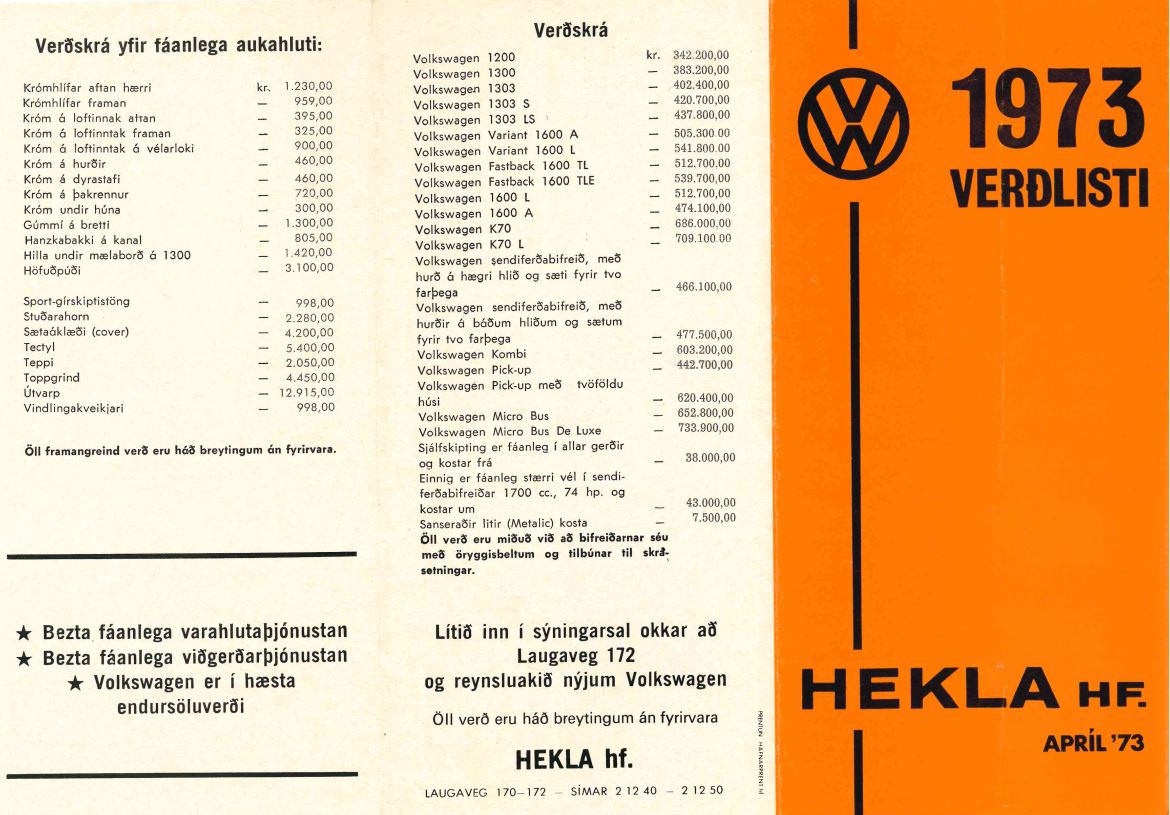 Verðskrá yfir fáanlega aukahluti:
Krómhlífar aftan hærri kr. 1.230,00
Krómhlífar framan — 959,00
Króm á loftinntak aftan — 395,00
Króm á loftinntak framan — 325,00
Króm á loftinntak á vélarloki — 900,00
Króm á hurðir — 460,00
Króm á dyrastafi — 460,00
Króm á þakrennur — 720,00
Króm undir húna — 300,00
Gúmmí á bretti — 1.300,00
Hanzkabakki á kanal — 805,00
Hilla undir mælaborð á 1300 — 1.420,00
Höfuðpúði — 3.100,00
Sport-gírskiptistöng — 998,00
Stuðarahorn — 2.280,00
Sætaáklæði (cover) — 4.200,00
Tectyl — 5.400,00
Teppi — 2.050,00
Toppgrind — 4.450,00
Útvarp — 12.915,00
Vindlingakveikjari — 998,00
Öll framangreind verð eru háð breytingum án fyrirvara.
★ Bezta fáanlega varahlutaþjónustan
★ Bezta fáanlega viðgerðarþjónustan
★ Volkswagen er í hæsta
endursöluverði
Verðskrá
Volkswagen 1200 kr. 342.200,00
Volkswagen 1300 — 383.200,00
Volkswagen 1303 — 402.400,00
Volkswagen 1303 S — 420.700,00
Volkswagen 1303 LS — 437.800,00
Volkswagen Variant 1600 A — 505.300.00
Volkswagen Variant 1600 L — 541.800.00
Volkswagen Fastback 1600 TL — 512.700.00
Volkswagen Fastback 1600 TLE — 539.700,00
Volkswagen 1600 L — 512,700,00
Volkswagen 1600 A — 474.100,00
Volkswagen K70 — 686.000,00
Volkswagen K70 L — 709.100.00
Volkswagen sendiferðabifreið, með
hurð á hægri hlið og sæti fyrir tvo
farþega — 466.100,00
Volkswagen sendiferðabifreið, með
hurðir á báðum hliðum og sætum
fyrir tvo farþega — 477.500,00
Volkswagen Kombi — 603.200,00
Volkswagen Pick-up — 442.700,00
Volkswagen Pick-up með tvöföldu
húsi — 620.400,00
Volkswagen Micro Bus — 652.800,00
Volkswagen Micro Bus De Luxe — 733.900,00
Sjálfskipting er fáanleg í allar gerðir
og kostar frá — 38.000,00
Einnig er fáanleg stærri vél í sendi-
ferðabifreiðar 1700 cc., 74 hp. og
kostar um — 43.000,00
Sanseraðir litir (Metalic) kosta — 7.500,00
Öll verð eru miðuð við að bifreiðarnar séu
með öryggisbeltum og tilbúnar til skrá-
setningar.
Lítið inn í sýningarsal okkar að
Laugaveg 172
og reynsluakið nýjum Volkswagen
Öll verð eru háð breytingum án fyrirvara
HEKLA hf.
LAUGAVEG 170—172 — SÍMAR 2 12 40 — 2 12 50
PRENTUN HAFNARPRENT hf
VW
1973
VERÐLISTI
HEKLA HF.
APRÍL '73